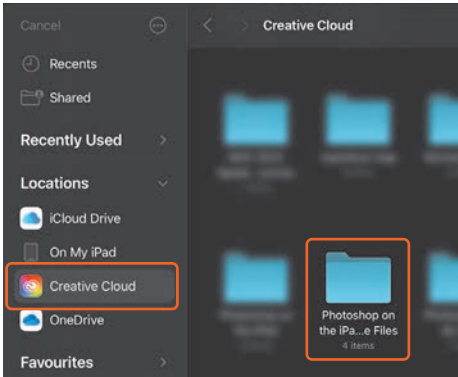 Cancel
Creative Cloud
Recents
Shared
Recently Used
Locations
iCloud Drive
On My iPad
Creative Cloud
OneDrive
Favourites
Photoshop on
the iPa...e Files
4 items